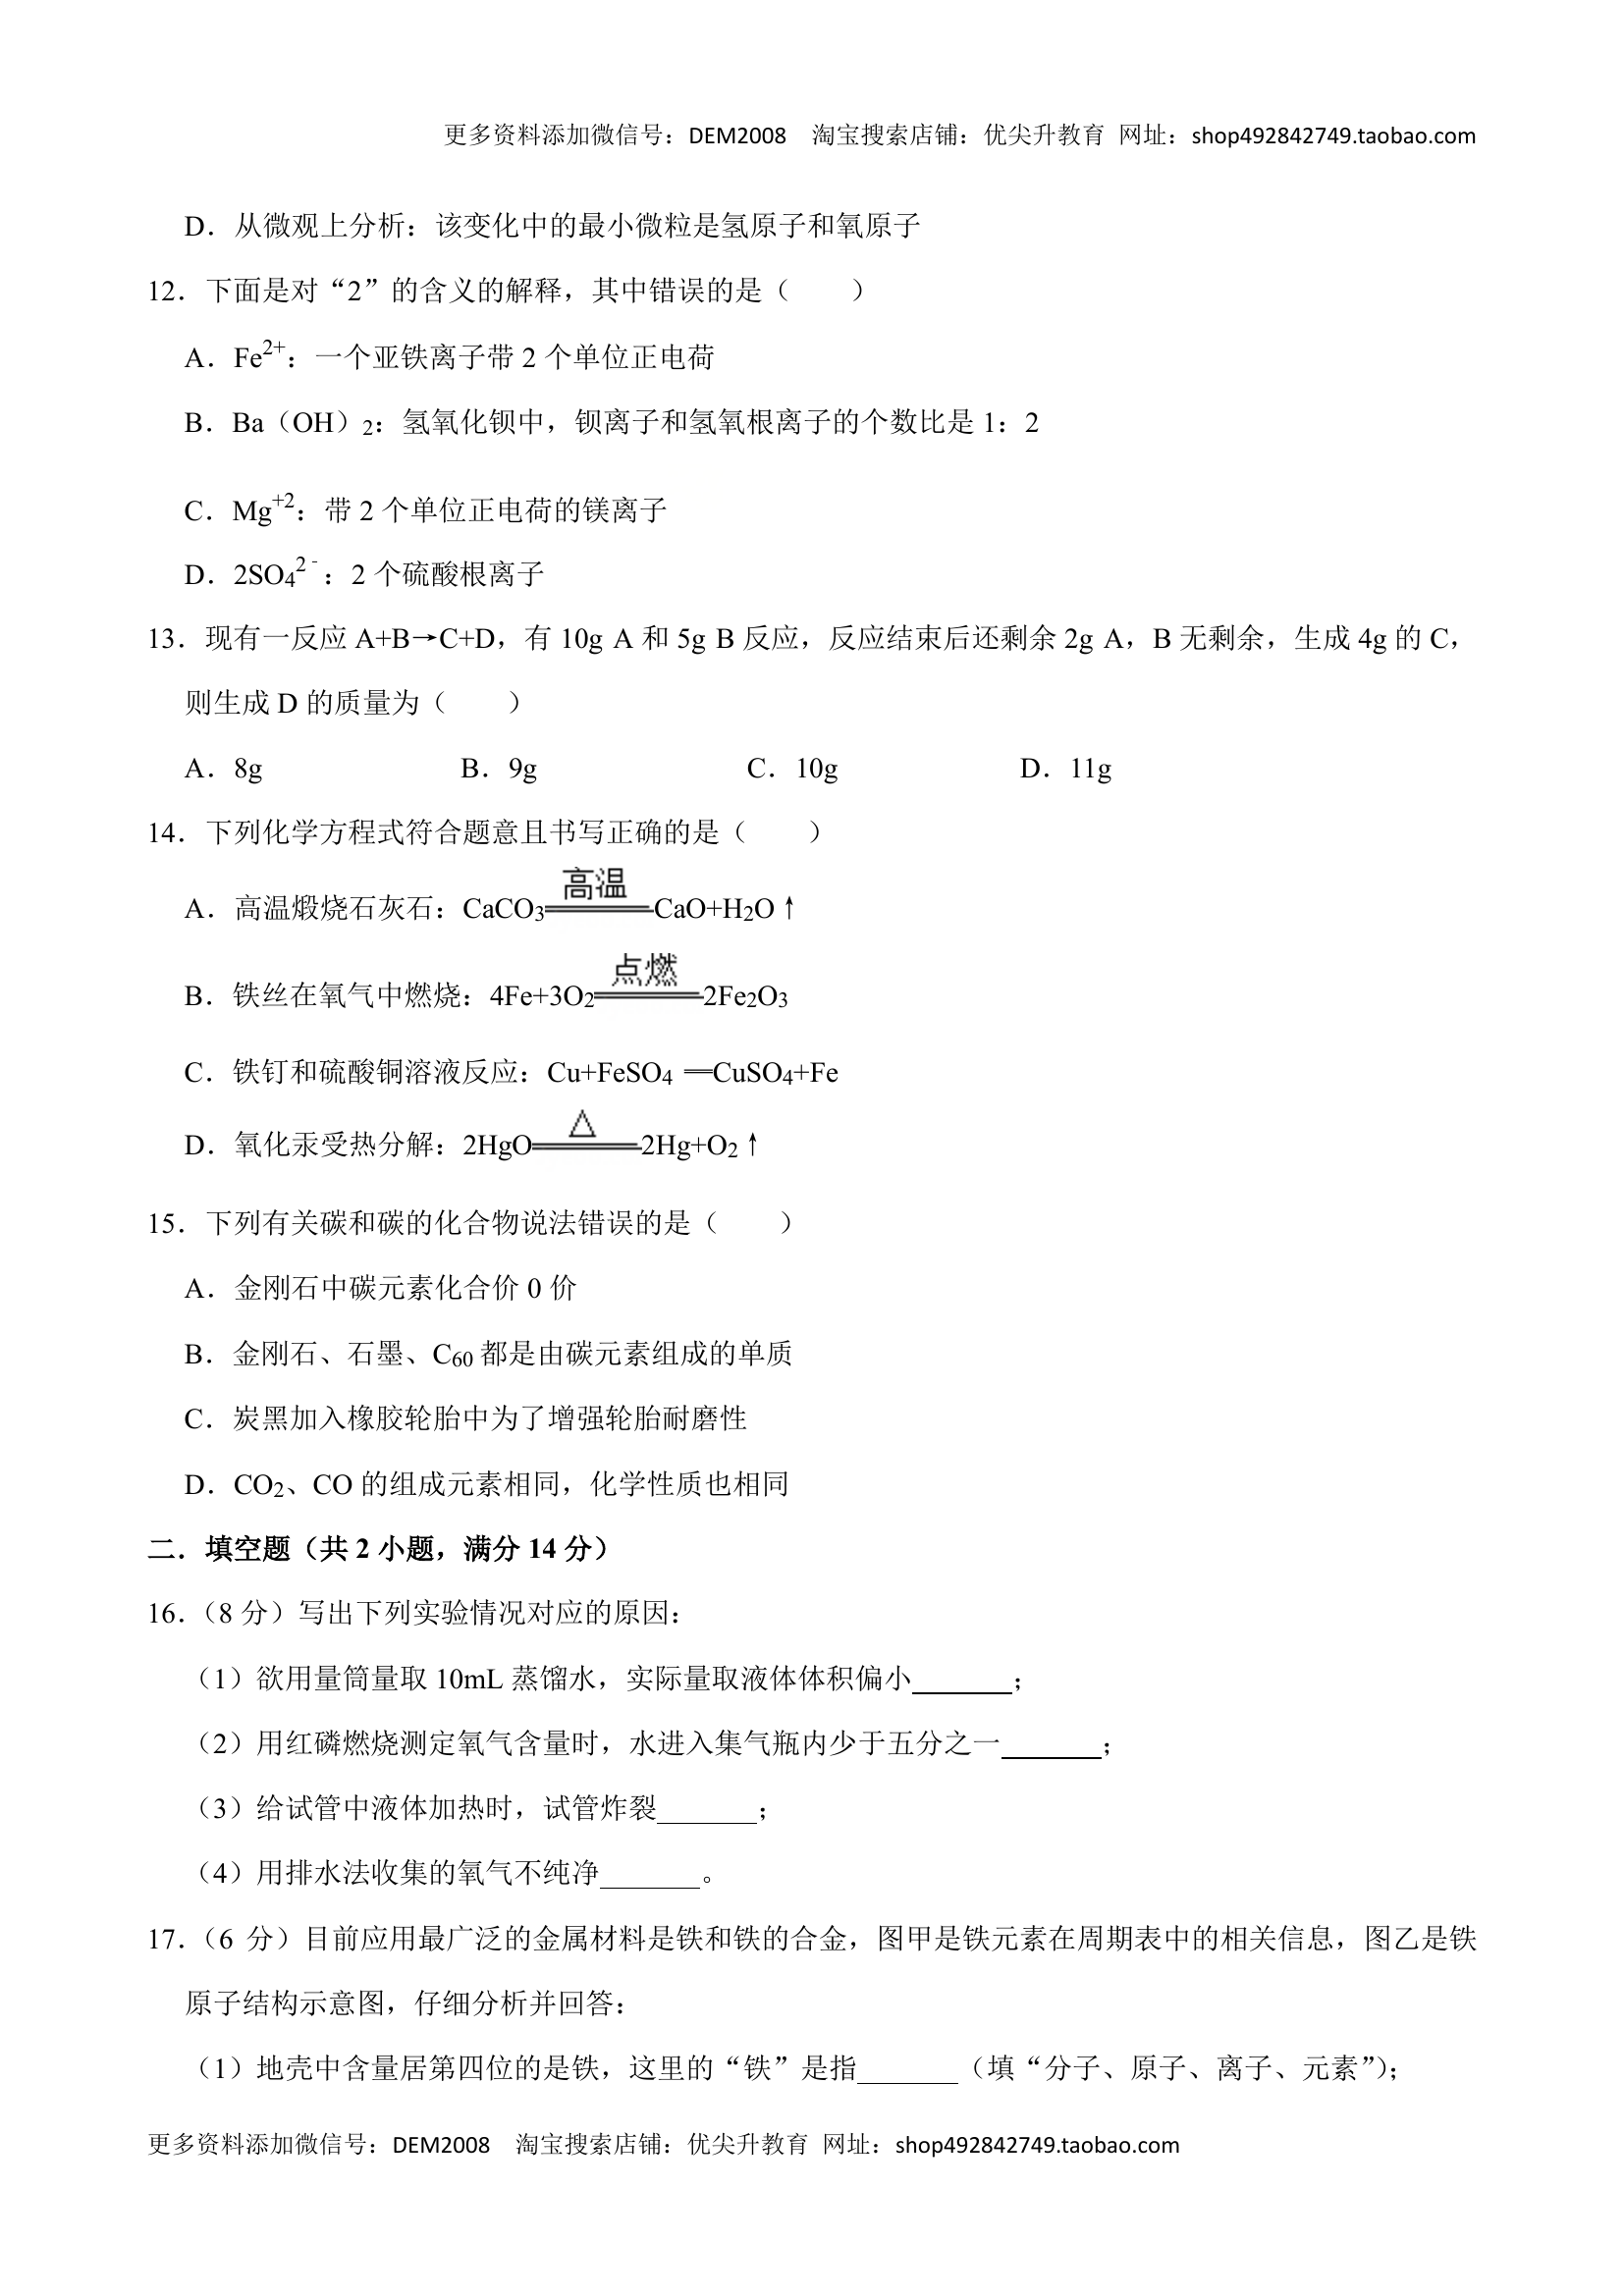 更多资料添加微信号：DEM2008  淘宝搜索店铺：优尖升教育 网址：shop492842749.taobao.com
D．从微观上分析：该变化中的最小微粒是氢原子和氧原子
12．下面是对“2”的含义的解释，其中错误的是（  ）
A．Fe²⁺：一个亚铁离子带 2 个单位正电荷
B．Ba（OH）₂：氢氧化钡中，钡离子和氢氧根离子的个数比是 1：2
C．Mg⁺²：带 2 个单位正电荷的镁离子
D．2SO₄²⁻：2 个硫酸根离子
13．现有一反应 A+B→C+D，有 10g A 和 5g B 反应，反应结束后还剩余 2g A，B 无剩余，生成 4g 的 C，
则生成 D 的质量为（  ）
A．8g B．9g C．10g D．11g
14．下列化学方程式符合题意且书写正确的是（  ）
A．高温煅烧石灰石：CaCO₃ =高温= CaO+H₂O↑
B．铁丝在氧气中燃烧：4Fe+3O₂ =点燃= 2Fe₂O₃
C．铁钉和硫酸铜溶液反应：Cu+FeSO₄ ═CuSO₄+Fe
D．氧化汞受热分解：2HgO =△= 2Hg+O₂↑
15．下列有关碳和碳的化合物说法错误的是（  ）
A．金刚石中碳元素化合价 0 价
B．金刚石、石墨、C₆₀ 都是由碳元素组成的单质
C．炭黑加入橡胶轮胎中为了增强轮胎耐磨性
D．CO₂、CO 的组成元素相同，化学性质也相同
二．填空题（共 2 小题，满分 14 分）
16．（8 分）写出下列实验情况对应的原因：
（1）欲用量筒量取 10mL 蒸馏水，实际量取液体体积偏小_______；
（2）用红磷燃烧测定氧气含量时，水进入集气瓶内少于五分之一_______；
（3）给试管中液体加热时，试管炸裂_______；
（4）用排水法收集的氧气不纯净_______。
17．（6 分）目前应用最广泛的金属材料是铁和铁的合金，图甲是铁元素在周期表中的相关信息，图乙是铁
原子结构示意图，仔细分析并回答：
（1）地壳中含量居第四位的是铁，这里的“铁”是指_______（填“分子、原子、离子、元素”）；
更多资料添加微信号：DEM2008  淘宝搜索店铺：优尖升教育 网址：shop492842749.taobao.com